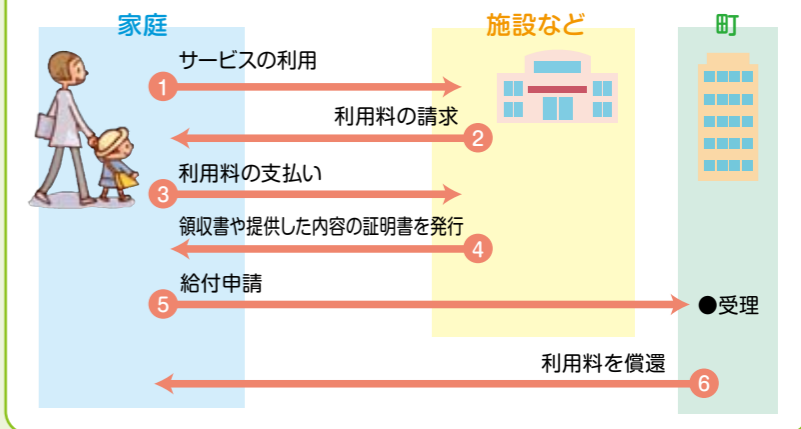 家庭
施設など
町
サービスの利用
1
利用料の請求
2
利用料の支払い
3
領収書や提供した内容の証明書を発行
4
給付申請
5
●受理
利用料を償還
6